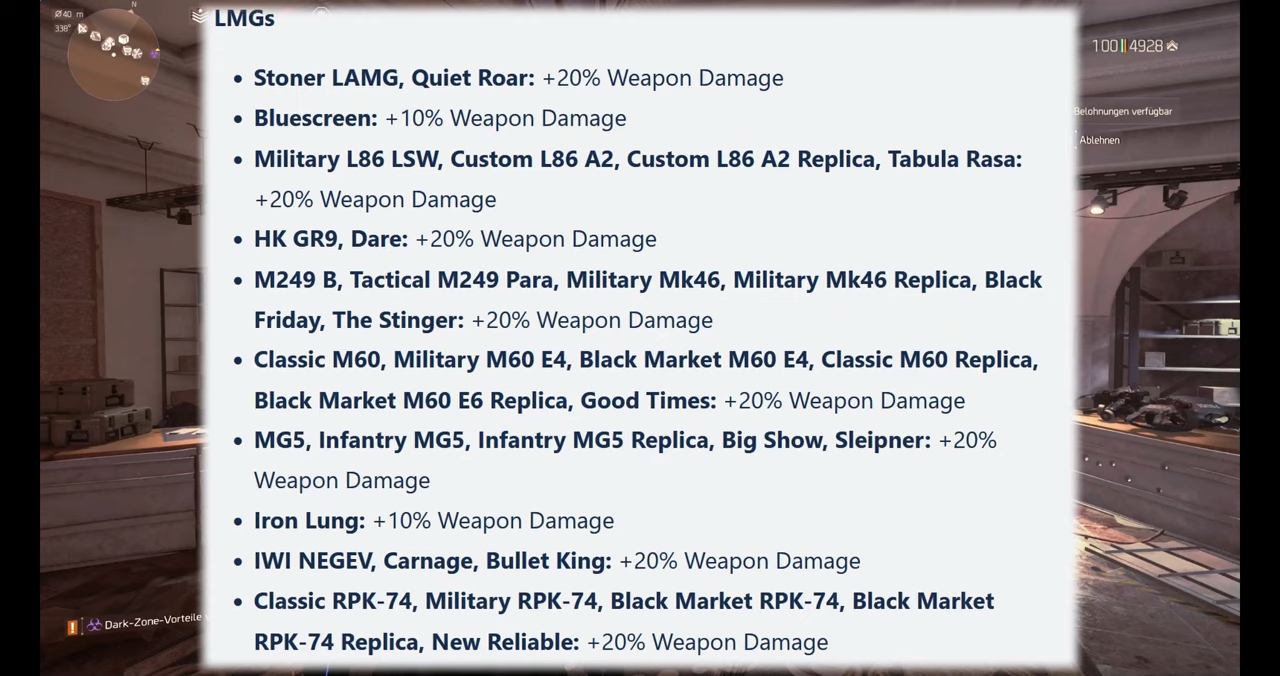 Ø40 m
N
338°
LMGs
100 4928
Belohnungen verfügbar
Ablehnen
• Stoner LAMG, Quiet Roar: +20% Weapon Damage
• Bluescreen: +10% Weapon Damage
• Military L86 LSW, Custom L86 A2, Custom L86 A2 Replica, Tabula Rasa:
+20% Weapon Damage
• HK GR9, Dare: +20% Weapon Damage
• M249 B, Tactical M249 Para, Military Mk46, Military Mk46 Replica, Black
Friday, The Stinger: +20% Weapon Damage
• Classic M60, Military M60 E4, Black Market M60 E4, Classic M60 Replica,
Black Market M60 E6 Replica, Good Times: +20% Weapon Damage
• MG5, Infantry MG5, Infantry MG5 Replica, Big Show, Sleipner: +20%
Weapon Damage
• Iron Lung: +10% Weapon Damage
• IWI NEGEV, Carnage, Bullet King: +20% Weapon Damage
• Classic RPK-74, Military RPK-74, Black Market RPK-74, Black Market
RPK-74 Replica, New Reliable: +20% Weapon Damage
! Dark-Zone-Vorteile